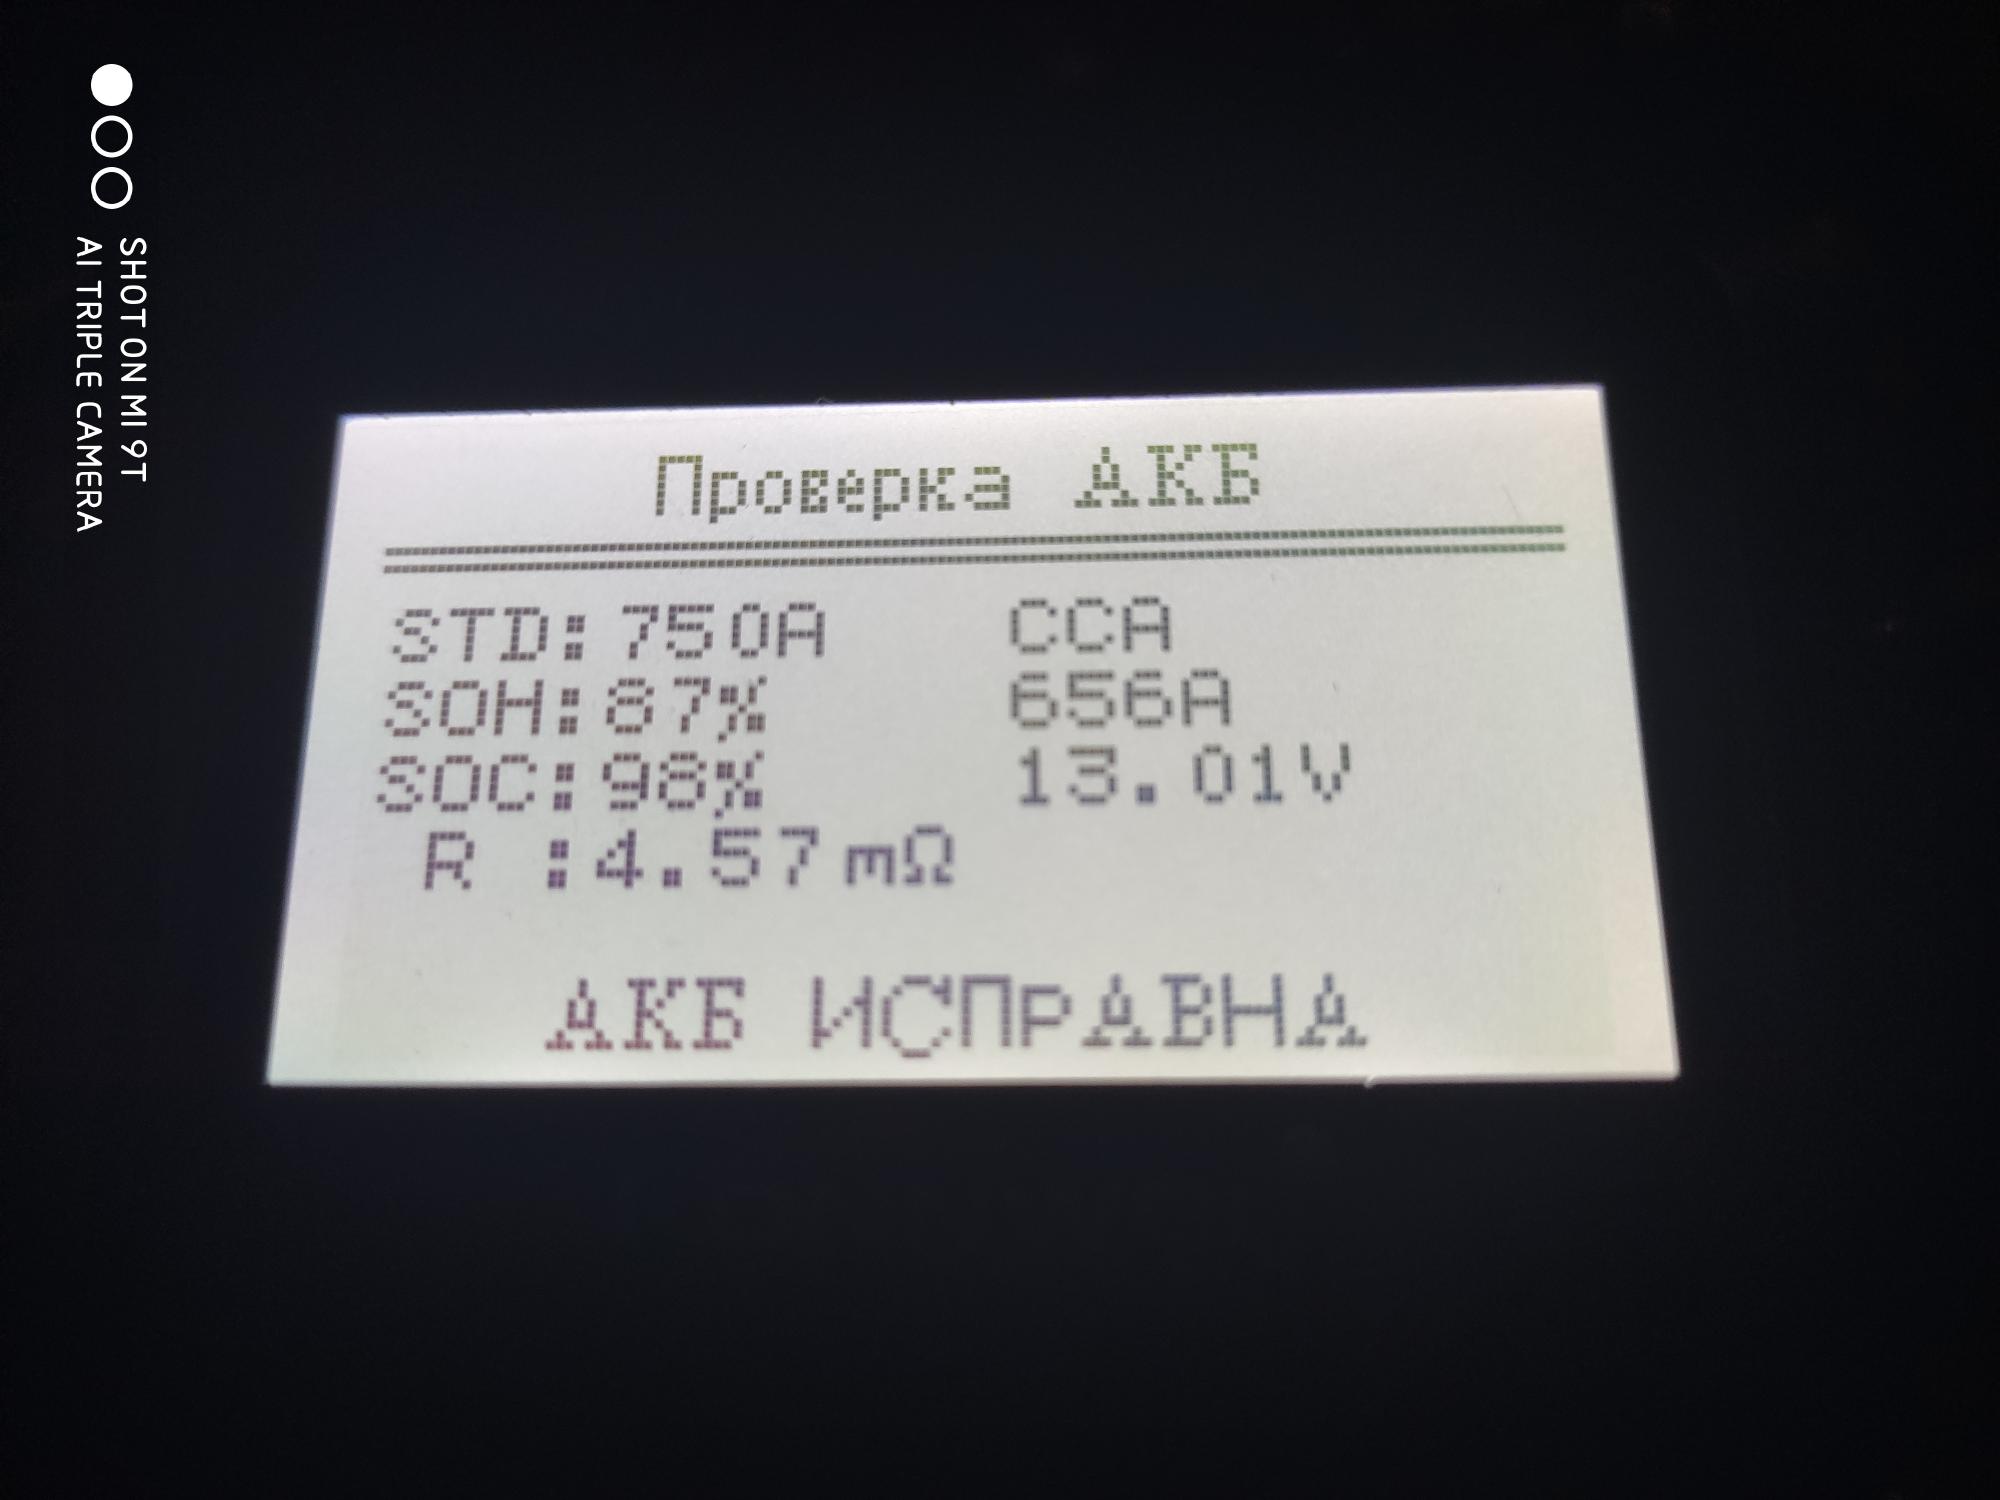 SHOT ON MI 9T
AI TRIPLE CAMERA
Проверка АКБ
STD:750A CCA
SOH:87% 656A
SOC:98% 13.01V
R :4.57mΩ
АКБ ИСПРАВНА